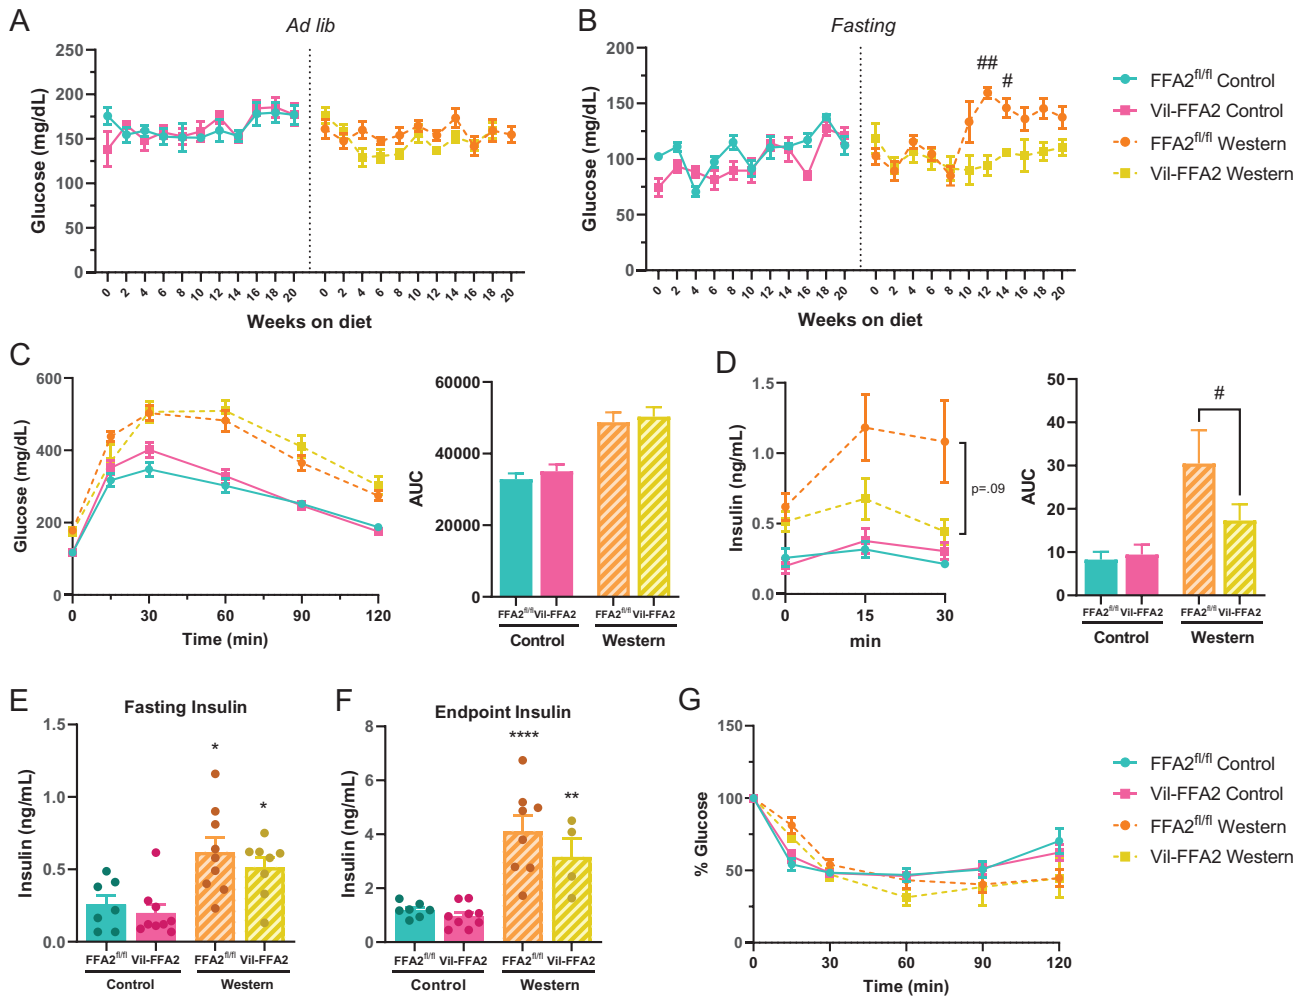 A
Ad lib
250
200
150
100
50
0
Glucose (mg/dL)
0 2 4 6 8 10 12 14 16 18 20
0 2 4 6 8 10 12 14 16 18 20
Weeks on diet
B
Fasting
200
150
100
50
0
Glucose (mg/dL)
##
#
0 2 4 6 8 10 12 14 16 18 20
0 2 4 6 8 10 12 14 16 18 20
Weeks on diet
FFA2fl/fl Control
Vil-FFA2 Control
FFA2fl/fl Western
Vil-FFA2 Western
C
600
400
200
0
Glucose (mg/dL)
0 30 60 90 120
Time (min)
60000
40000
20000
0
AUC
FFA2fl/fl Vil-FFA2 FFA2fl/fl Vil-FFA2
Control Western
D
1.5
1.0
0.5
0.0
Insulin (ng/mL)
p=.09
0 15 30
min
50
40
30
20
10
0
AUC
#
FFA2fl/fl Vil-FFA2 FFA2fl/fl Vil-FFA2
Control Western
E
Fasting Insulin
1.5
1.0
0.5
0.0
Insulin (ng/mL)
*
*
FFA2fl/fl Vil-FFA2 FFA2fl/fl Vil-FFA2
Control Western
F
Endpoint Insulin
8
6
4
2
0
Insulin (ng/mL)
****
**
FFA2fl/fl Vil-FFA2 FFA2fl/fl Vil-FFA2
Control Western
G
150
100
50
0
% Glucose
0 30 60 90 120
Time (min)
FFA2fl/fl Control
Vil-FFA2 Control
FFA2fl/fl Western
Vil-FFA2 Western